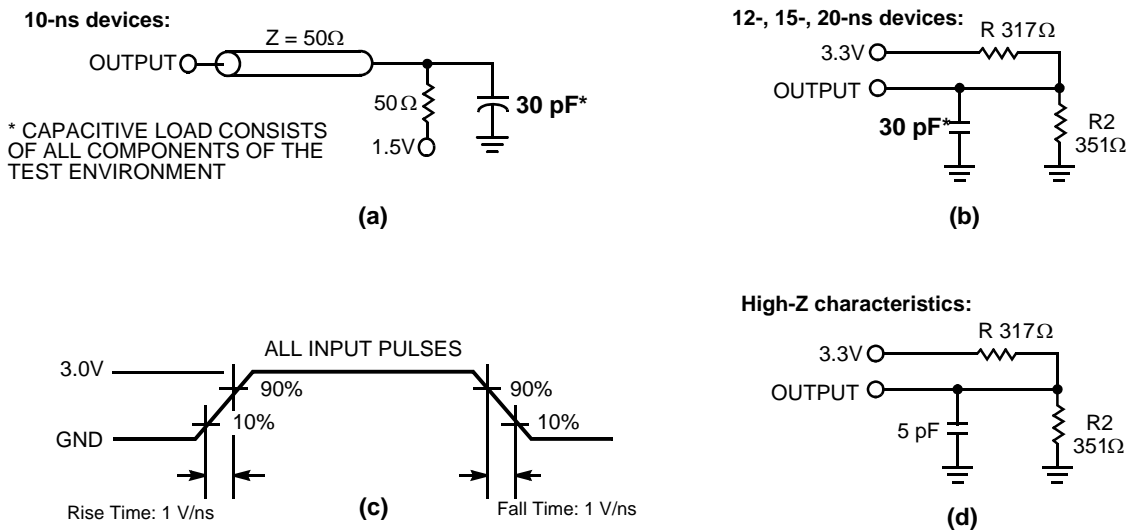 10-ns devices:
Z = 50Ω
OUTPUT
50Ω
30 pF*
1.5V
* CAPACITIVE LOAD CONSISTS
OF ALL COMPONENTS OF THE
TEST ENVIRONMENT
(a)
12-, 15-, 20-ns devices:
R 317Ω
3.3V
OUTPUT
30 pF*
R2
351Ω
(b)
ALL INPUT PULSES
3.0V
90%
90%
10%
10%
GND
Rise Time: 1 V/ns
(c)
Fall Time: 1 V/ns
High-Z characteristics:
R 317Ω
3.3V
OUTPUT
5 pF
R2
351Ω
(d)